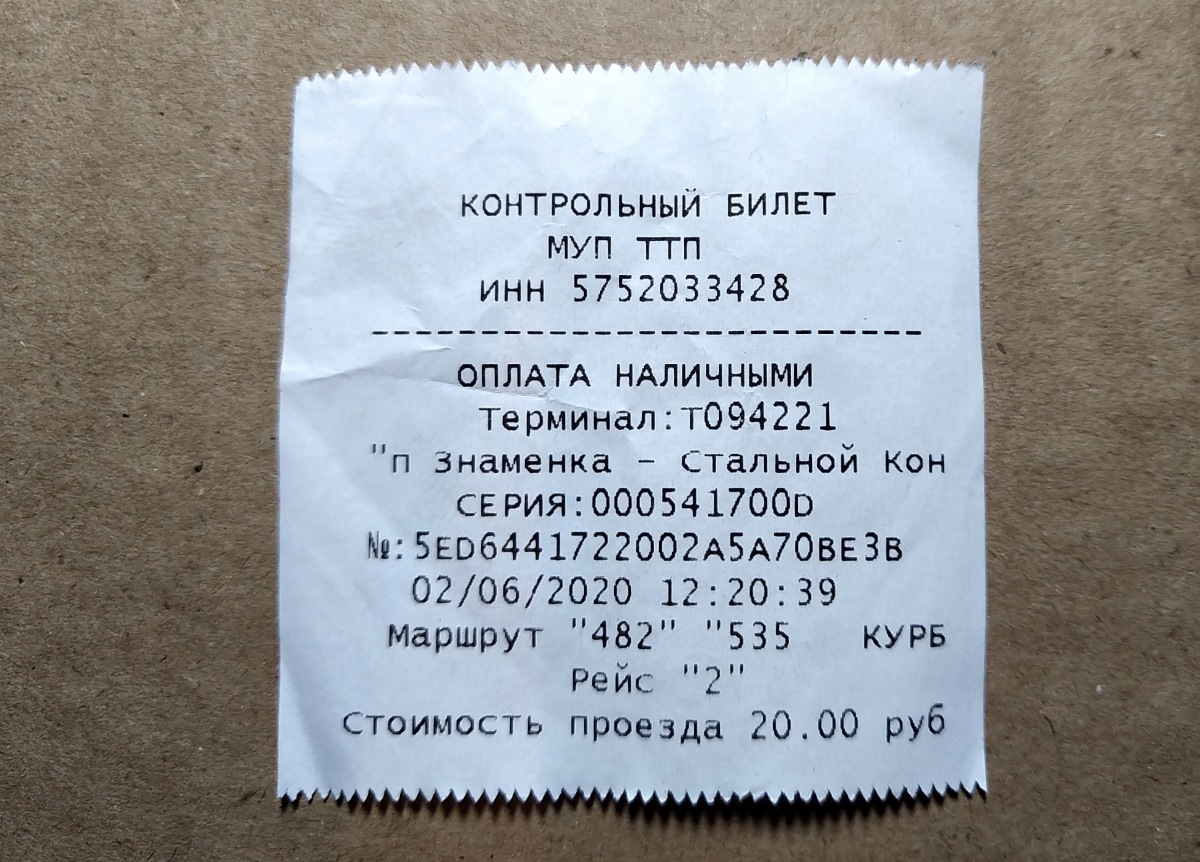 КОНТРОЛЬНЫЙ БИЛЕТ
МУП ТТП
ИНН 5752033428
-----------------------------
ОПЛАТА НАЛИЧНЫМИ
Терминал:Т094221
"п Знаменка - Стальной Кон
СЕРИЯ:000541700D
№:5ED6441722002A5A70BE3B
02/06/2020 12:20:39
Маршрут "482" "535 КУРБ
Рейс "2"
Стоимость проезда 20.00 руб